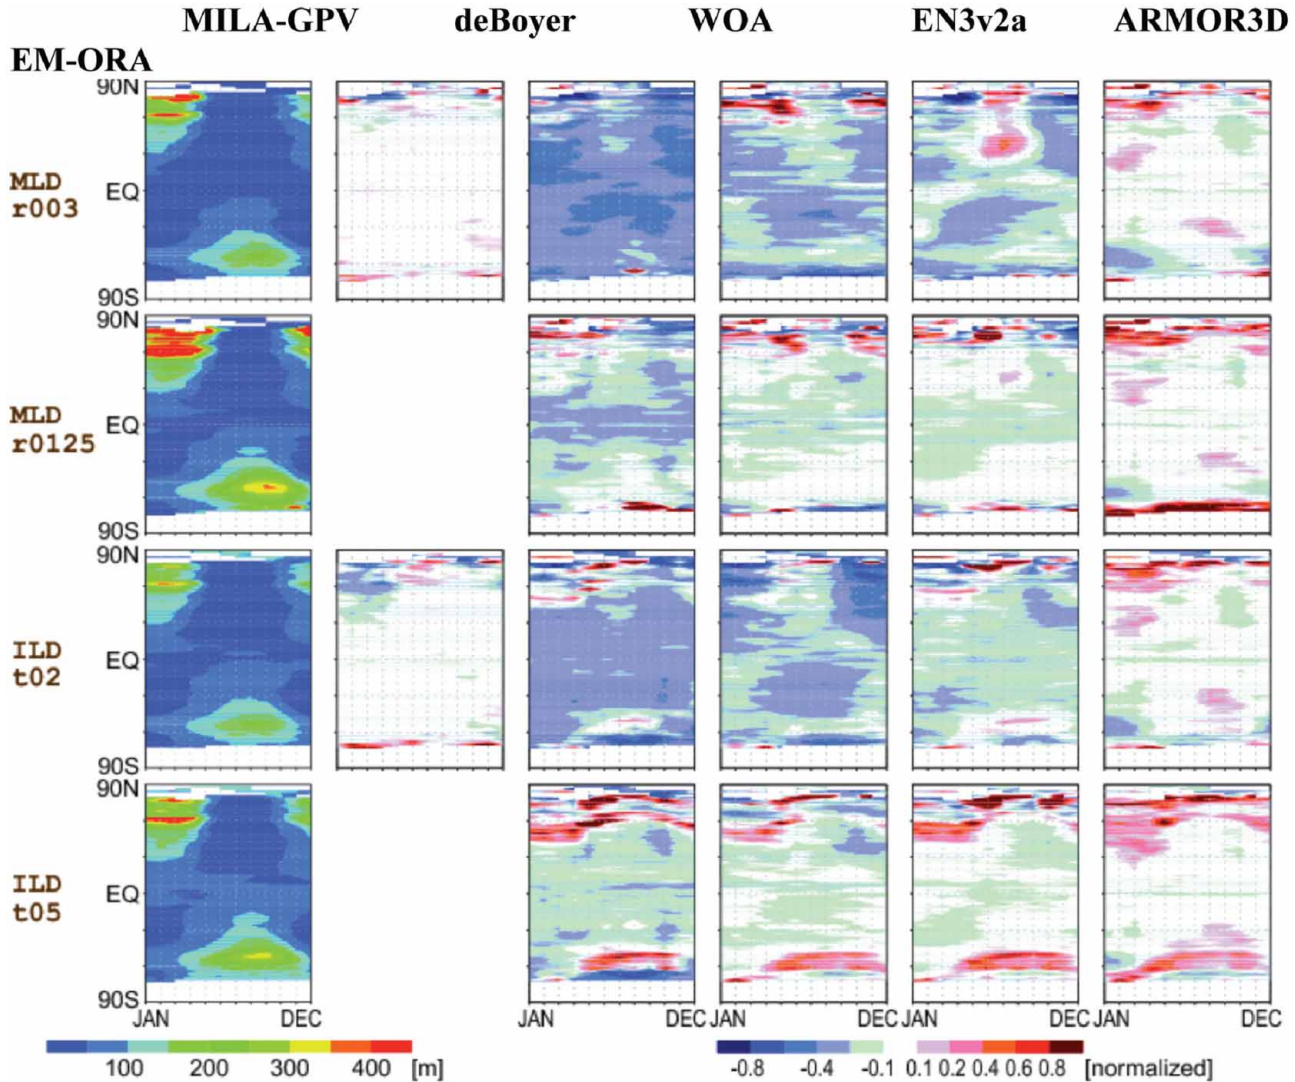 MILA-GPV deBoyer WOA EN3v2a ARMOR3D
EM-ORA
90N
MLD
r003
EQ
90S
90N
MLD
r0125
EQ
90S
90N
ILD
t02
EQ
90S
90N
ILD
t05
EQ
90S
JAN DEC JAN DEC JAN DEC JAN DEC JAN DEC
100 200 300 400 [m] -0.8 -0.4 -0.1 0.1 0.2 0.4 0.6 0.8 [normalized]